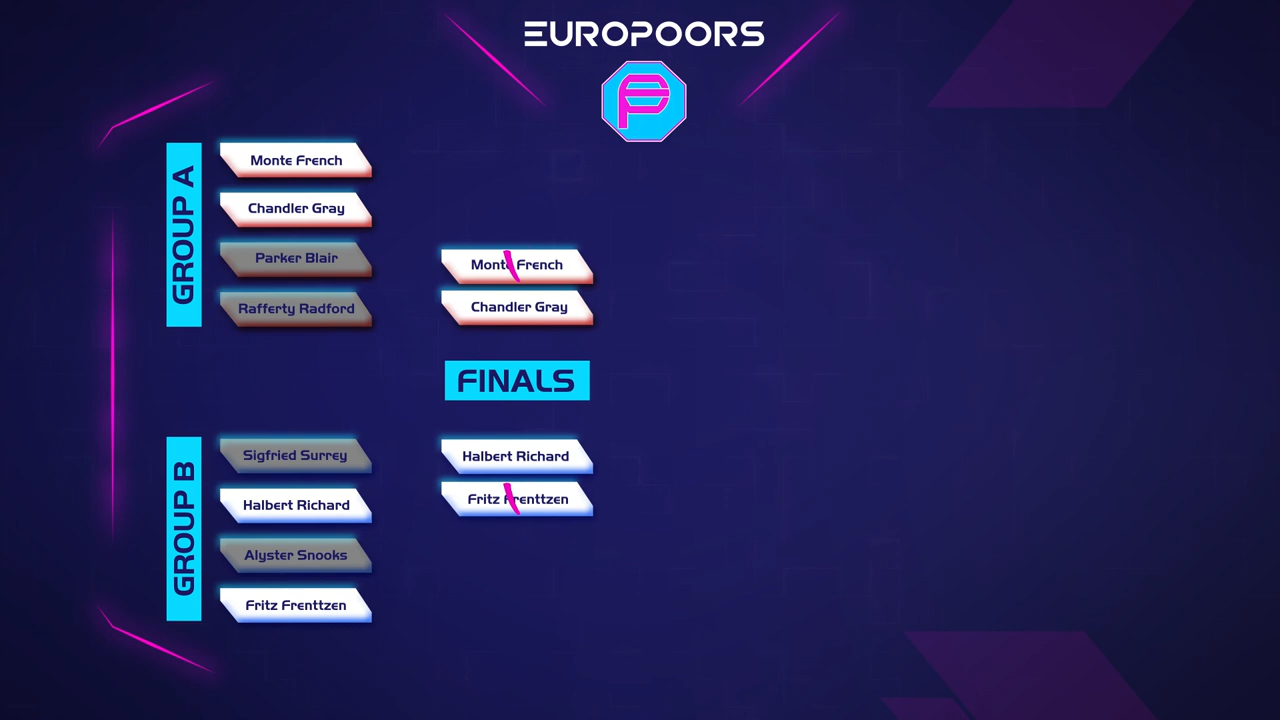 EUROPOORS
GROUP A
Monte French
Chandler Gray
Parker Blair
Rafferty Radford
GROUP B
Sigfried Surrey
Halbert Richard
Alyster Snooks
Fritz Frenttzen
Monte French
Chandler Gray
FINALS
Halbert Richard
Fritz Frenttzen